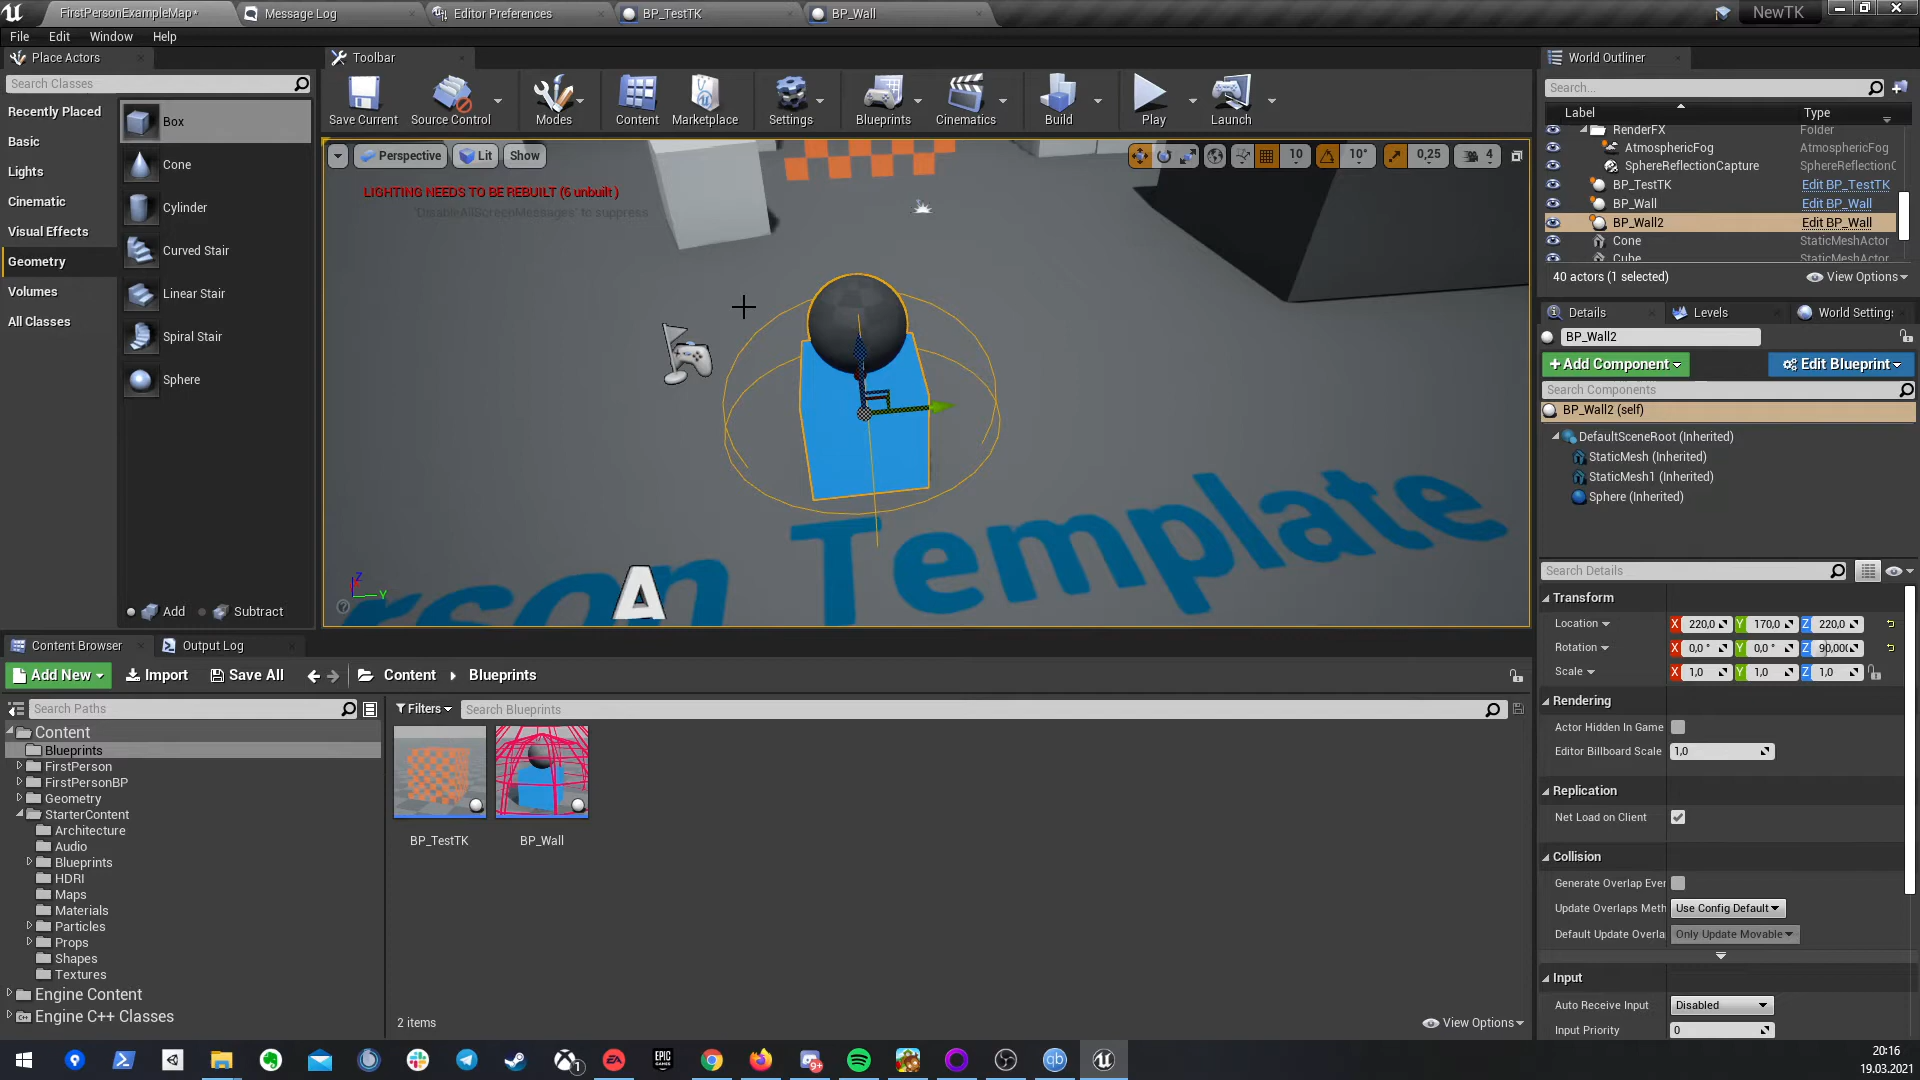 FirstPersonExampleMap*
Message Log
Editor Preferences
BP_TestTK
BP_Wall
NewTK
File
Edit
Window
Help
Place Actors
Toolbar
World Outliner
Search Classes
Recently Placed
Basic
Lights
Cinematic
Visual Effects
Geometry
Volumes
All Classes
Box
Cone
Cylinder
Curved Stair
Linear Stair
Spiral Stair
Sphere
Add
Subtract
Save Current
Source Control
Modes
Content
Marketplace
Settings
Blueprints
Cinematics
Build
Play
Launch
Perspective
Lit
Show
10
10°
0,25
4
LIGHTING NEEDS TO BE REBUILT (6 unbuilt )
'DisableAllScreenMessages' to suppress
rson Template
A
Z
Y
Search...
Label
Type
RenderFX
Folder
AtmosphericFog
AtmosphericFog
SphereReflectionCapture
SphereReflectionC
BP_TestTK
Edit BP_TestTK
BP_Wall
Edit BP_Wall
BP_Wall2
Edit BP_Wall
Cone
StaticMeshActor
Cube
StaticMeshActor
40 actors (1 selected)
View Options
Details
Levels
World Settings
BP_Wall2
+Add Component
Edit Blueprint
Search Components
BP_Wall2 (self)
DefaultSceneRoot (Inherited)
StaticMesh (Inherited)
StaticMesh1 (Inherited)
Sphere (Inherited)
Search Details
Transform
Location
X 220,0 Y 170,0 Z 220,0
Rotation
X 0,0 ° Y 0,0 ° Z 90,000
Scale
X 1,0 Y 1,0 Z 1,0
Rendering
Actor Hidden In Game
Editor Billboard Scale
1,0
Replication
Net Load on Client
Collision
Generate Overlap Ever
Update Overlaps Meth
Use Config Default
Default Update Overla
Only Update Movable
Input
Auto Receive Input
Disabled
Input Priority
0
Content Browser
Output Log
Add New
Import
Save All
Content
Blueprints
Search Paths
Filters
Search Blueprints
Content
Blueprints
FirstPerson
FirstPersonBP
Geometry
StarterContent
Architecture
Audio
Blueprints
HDRI
Maps
Materials
Particles
Props
Shapes
Textures
Engine Content
Engine C++ Classes
BP_TestTK
BP_Wall
2 items
View Options
1
EA
EPIC
GAMES
9+
qb
20:16
19.03.2021